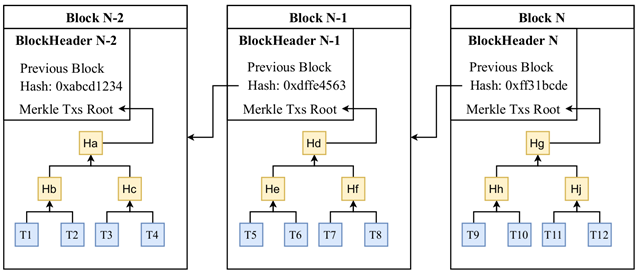 Block N-2
BlockHeader N-2
Previous Block
Hash: 0xabcd1234
Merkle Txs Root
Ha
Hb
Hc
T1
T2
T3
T4
Block N-1
BlockHeader N-1
Previous Block
Hash: 0xdffe4563
Merkle Txs Root
Hd
He
Hf
T5
T6
T7
T8
Block N
BlockHeader N
Previous Block
Hash: 0xff31bcde
Merkle Txs Root
Hg
Hh
Hj
T9
T10
T11
T12